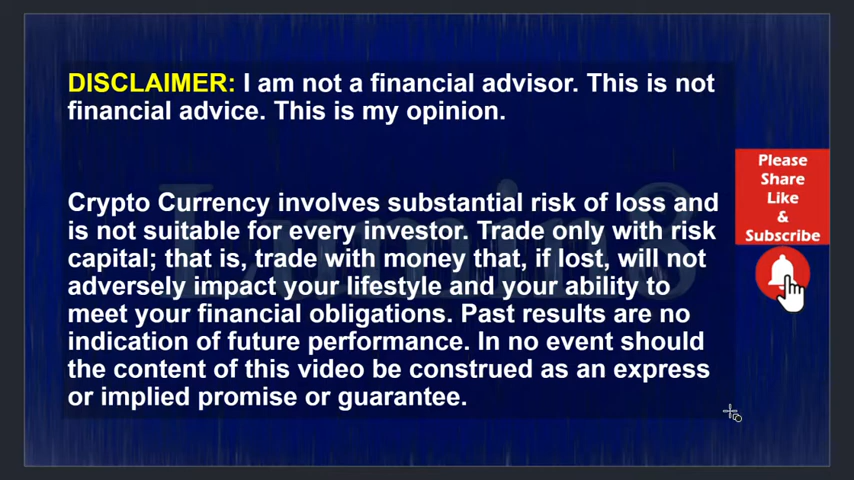 DISCLAIMER: I am not a financial advisor. This is not
financial advice. This is my opinion.
Crypto Currency involves substantial risk of loss and
is not suitable for every investor. Trade only with risk
capital; that is, trade with money that, if lost, will not
adversely impact your lifestyle and your ability to
meet your financial obligations. Past results are no
indication of future performance. In no event should
the content of this video be construed as an express
or implied promise or guarantee.
Please
Share
Like
&
Subscribe
Lumin8